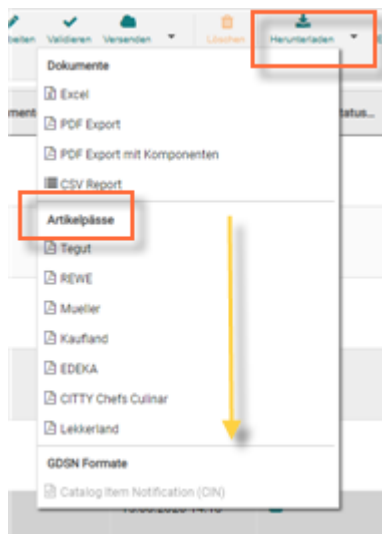 beiten Validieren Versenden Löschen Herunterladen E
Dokumente
Excel
ment
tatus...
PDF Export
PDF Export mit Komponenten
CSV Report
Artikelpässe
Tegut
REWE
Mueller
Kaufland
EDEKA
CITTY Chefs Culinar
Lekkerland
GDSN Formate
Catalog Item Notification (CIN)